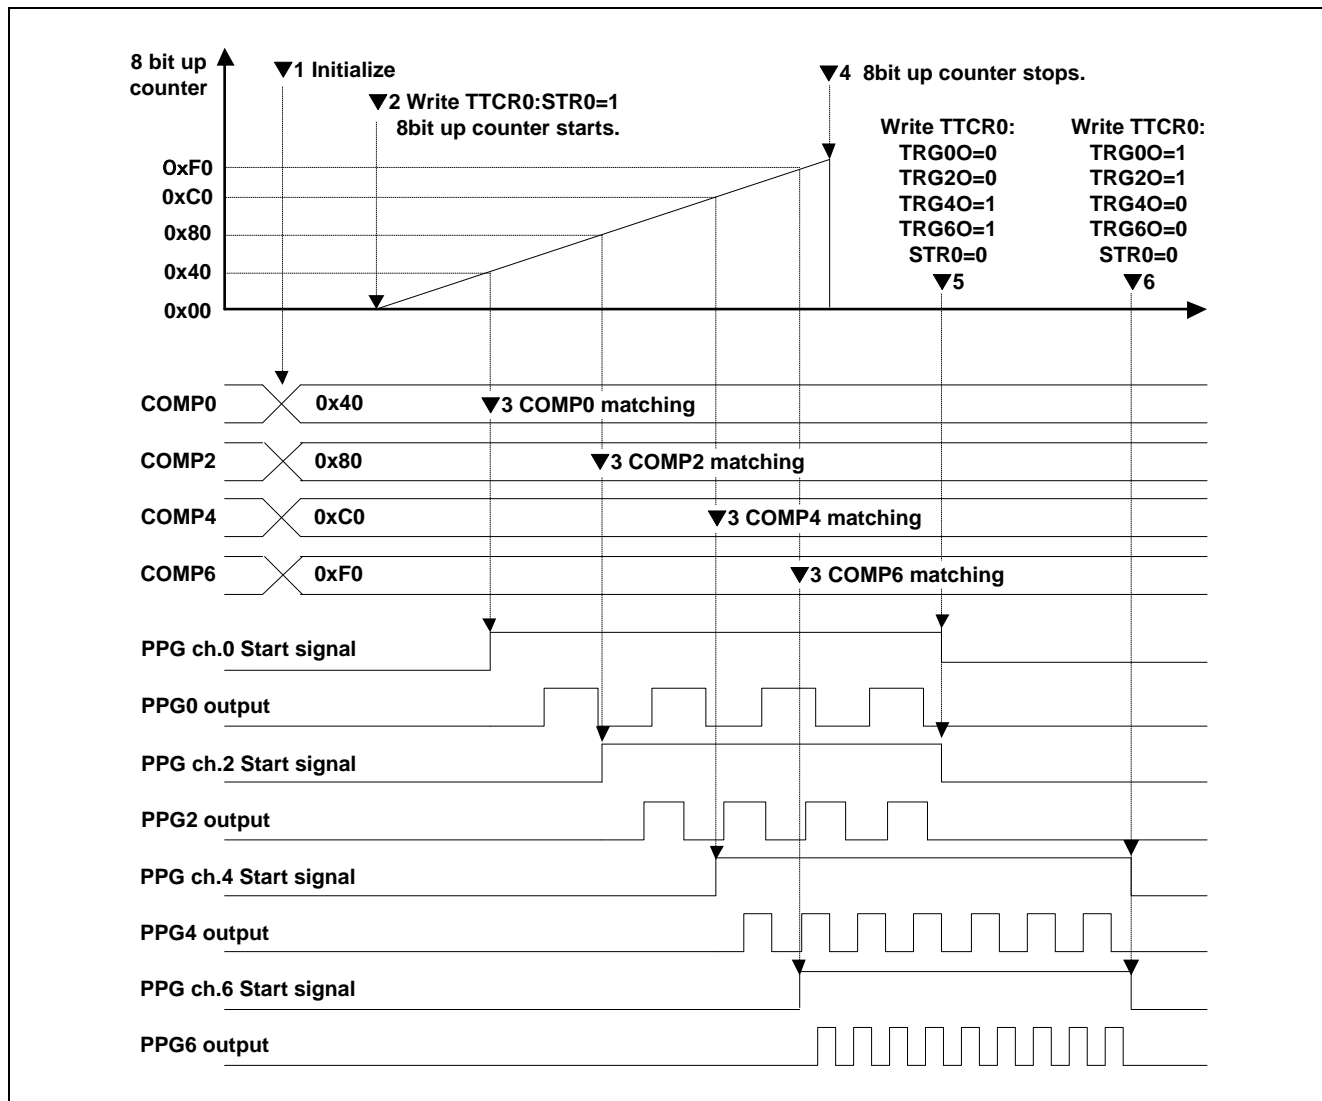 8 bit up
counter
▼1 Initialize
▼2 Write TTCR0:STR0=1
8bit up counter starts.
▼4 8bit up counter stops.
Write TTCR0:
TRG0O=0
TRG2O=0
TRG4O=1
TRG6O=1
STR0=0
▼5
Write TTCR0:
TRG0O=1
TRG2O=1
TRG4O=0
TRG6O=0
STR0=0
▼6
0xF0
0xC0
0x80
0x40
0x00
COMP0 0x40 ▼3 COMP0 matching
COMP2 0x80 ▼3 COMP2 matching
COMP4 0xC0 ▼3 COMP4 matching
COMP6 0xF0 ▼3 COMP6 matching
PPG ch.0 Start signal
PPG0 output
PPG ch.2 Start signal
PPG2 output
PPG ch.4 Start signal
PPG4 output
PPG ch.6 Start signal
PPG6 output